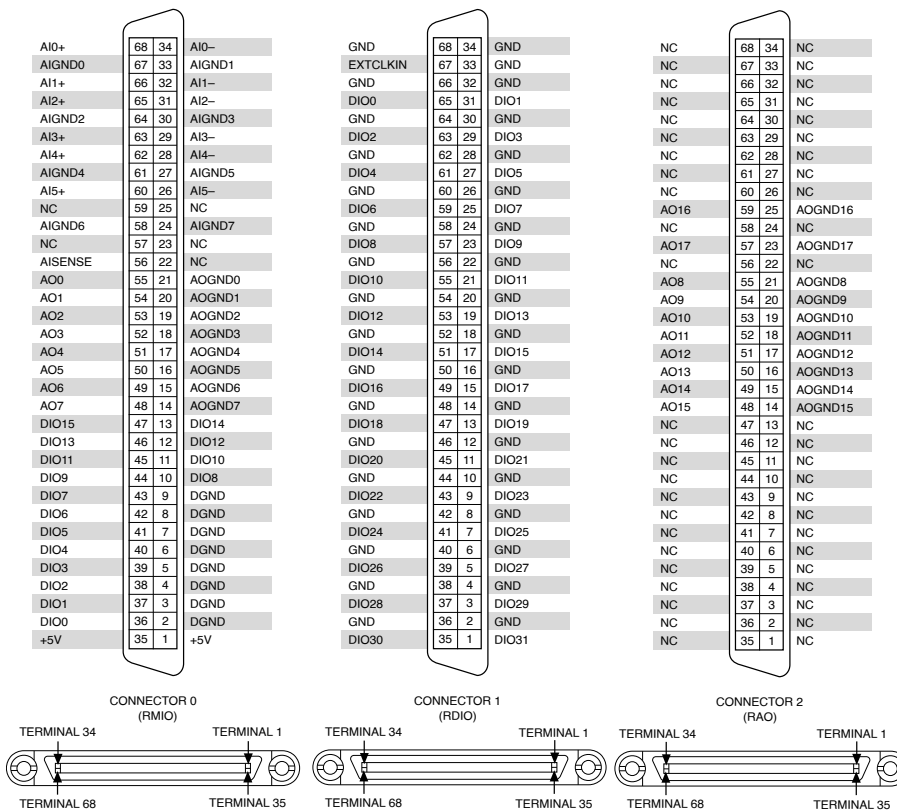 AI0+ 68 34 AI0–
AIGND0 67 33 AIGND1
AI1+ 66 32 AI1–
AI2+ 65 31 AI2–
AIGND2 64 30 AIGND3
AI3+ 63 29 AI3–
AI4+ 62 28 AI4–
AIGND4 61 27 AIGND5
AI5+ 60 26 AI5–
NC 59 25 NC
AIGND6 58 24 AIGND7
NC 57 23 NC
AISENSE 56 22 NC
AO0 55 21 AOGND0
AO1 54 20 AOGND1
AO2 53 19 AOGND2
AO3 52 18 AOGND3
AO4 51 17 AOGND4
AO5 50 16 AOGND5
AO6 49 15 AOGND6
AO7 48 14 AOGND7
DIO15 47 13 DIO14
DIO13 46 12 DIO12
DIO11 45 11 DIO10
DIO9 44 10 DIO8
DIO7 43 9 DGND
DIO6 42 8 DGND
DIO5 41 7 DGND
DIO4 40 6 DGND
DIO3 39 5 DGND
DIO2 38 4 DGND
DIO1 37 3 DGND
DIO0 36 2 DGND
+5V 35 1 +5V
CONNECTOR 0
(RMIO)
TERMINAL 34 TERMINAL 1
TERMINAL 68 TERMINAL 35
GND 68 34 GND
EXTCLKIN 67 33 GND
GND 66 32 GND
DIO0 65 31 DIO1
GND 64 30 GND
DIO2 63 29 DIO3
GND 62 28 GND
DIO4 61 27 DIO5
GND 60 26 GND
DIO6 59 25 DIO7
GND 58 24 GND
DIO8 57 23 DIO9
GND 56 22 GND
DIO10 55 21 DIO11
GND 54 20 GND
DIO12 53 19 DIO13
GND 52 18 GND
DIO14 51 17 DIO15
GND 50 16 GND
DIO16 49 15 DIO17
GND 48 14 GND
DIO18 47 13 DIO19
GND 46 12 GND
DIO20 45 11 DIO21
GND 44 10 GND
DIO22 43 9 DIO23
GND 42 8 GND
DIO24 41 7 DIO25
GND 40 6 GND
DIO26 39 5 DIO27
GND 38 4 GND
DIO28 37 3 DIO29
GND 36 2 GND
DIO30 35 1 DIO31
CONNECTOR 1
(RDIO)
TERMINAL 34 TERMINAL 1
TERMINAL 68 TERMINAL 35
NC 68 34 NC
NC 67 33 NC
NC 66 32 NC
NC 65 31 NC
NC 64 30 NC
NC 63 29 NC
NC 62 28 NC
NC 61 27 NC
NC 60 26 NC
AO16 59 25 AOGND16
NC 58 24 NC
AO17 57 23 AOGND17
NC 56 22 NC
AO8 55 21 AOGND8
AO9 54 20 AOGND9
AO10 53 19 AOGND10
AO11 52 18 AOGND11
AO12 51 17 AOGND12
AO13 50 16 AOGND13
AO14 49 15 AOGND14
AO15 48 14 AOGND15
NC 47 13 NC
NC 46 12 NC
NC 45 11 NC
NC 44 10 NC
NC 43 9 NC
NC 42 8 NC
NC 41 7 NC
NC 40 6 NC
NC 39 5 NC
NC 38 4 NC
NC 37 3 NC
NC 36 2 NC
NC 35 1 NC
CONNECTOR 2
(RAO)
TERMINAL 34 TERMINAL 1
TERMINAL 68 TERMINAL 35